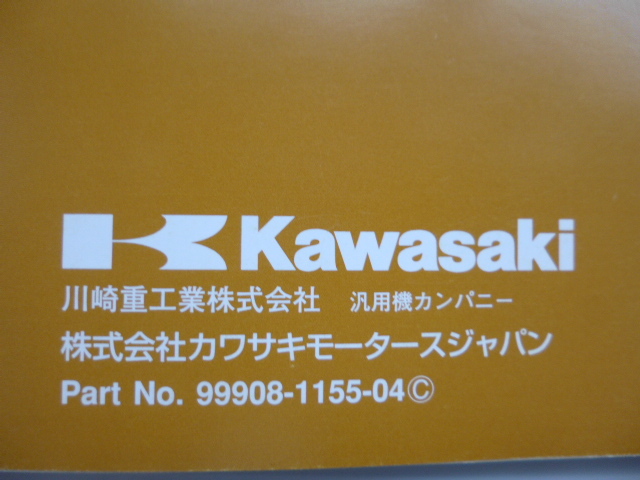 Kawasaki
川崎重工業株式会社 汎用機カンパニー
株式会社カワサキモータースジャパン
Part No. 99908-1155-04©